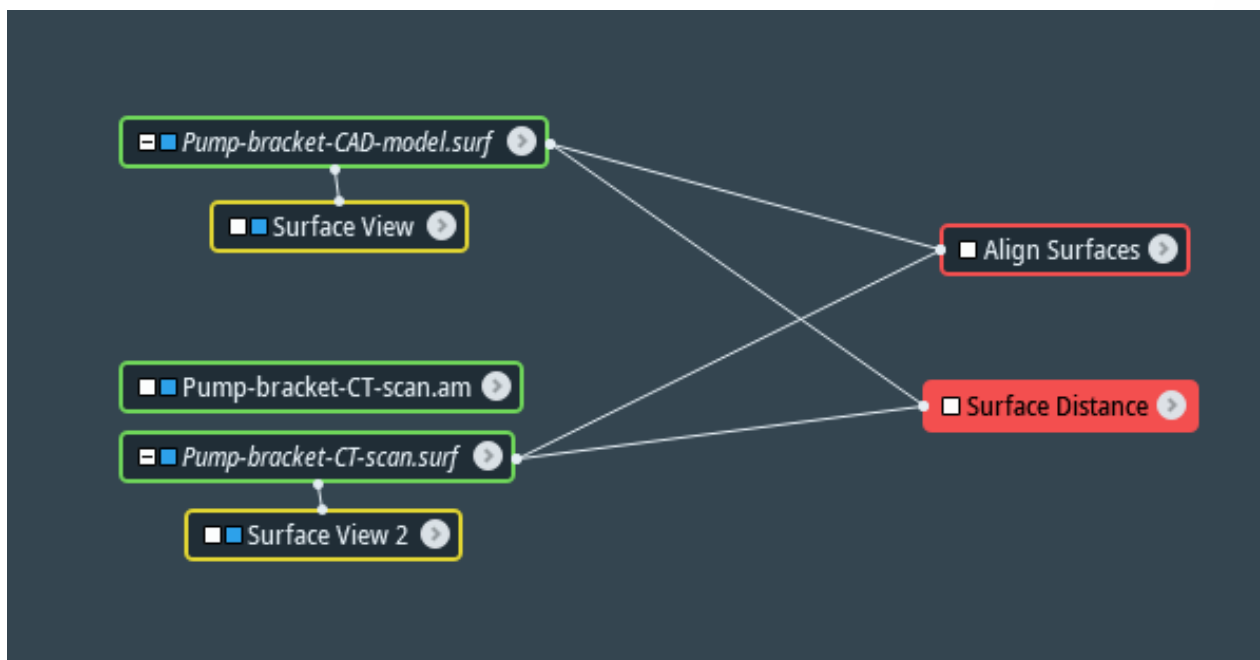 Pump-bracket-CAD-model.surf
Surface View
Align Surfaces
Pump-bracket-CT-scan.am
Surface Distance
Pump-bracket-CT-scan.surf
Surface View 2